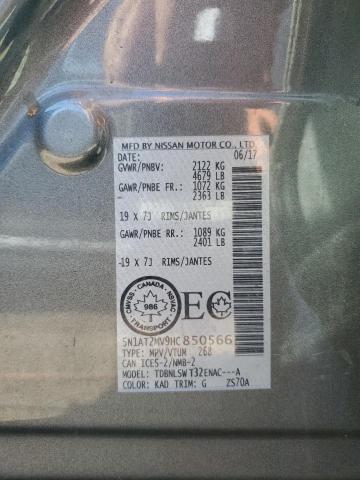 MFD BY NISSAN MOTOR CO., LTD.
DATE: 06/17
GVWR/PNBV: 2122 KG
4679 LB
GAWR/PNBE FR.: 1072 KG
- 2363 LB
19 X 7J RIMS/JANTES
GAWR/PNBE RR.: 1089 KG
2401 LB
-19 X 7J RIMS/JANTES
CMVSS - CANADA - NSVAC
986
TRANSPORT
EC
5N1AT2MV9HC850566
TYPE: MPV/VTUM 268
CAN ICES-2/NMB-2
MODEL: TDBNLSWT32ENAC---A
COLOR: KAD TRIM: G ZS70A